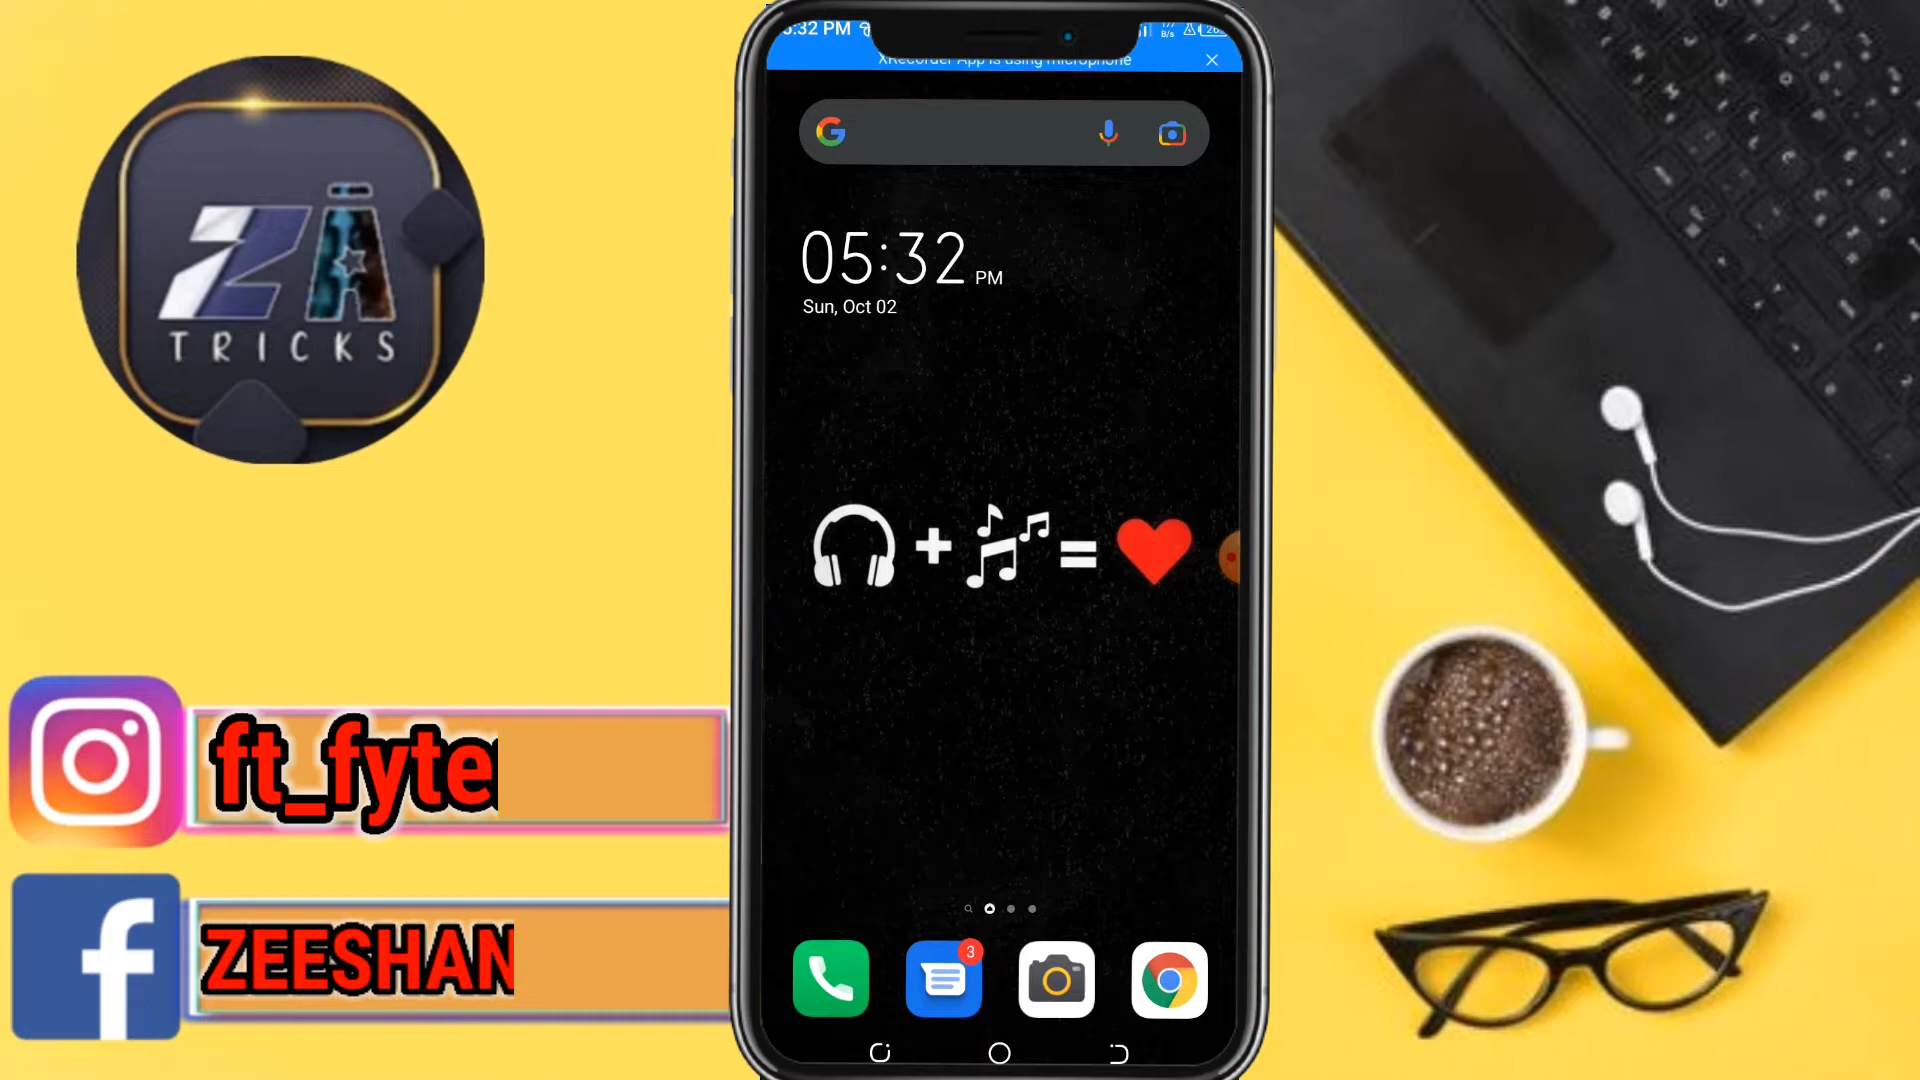 ZA
TRICKS
ft_fyte
ZEESHAN
:32 PM
B/s
XRecorder App is using microphone
05:32 PM
Sun, Oct 02
3